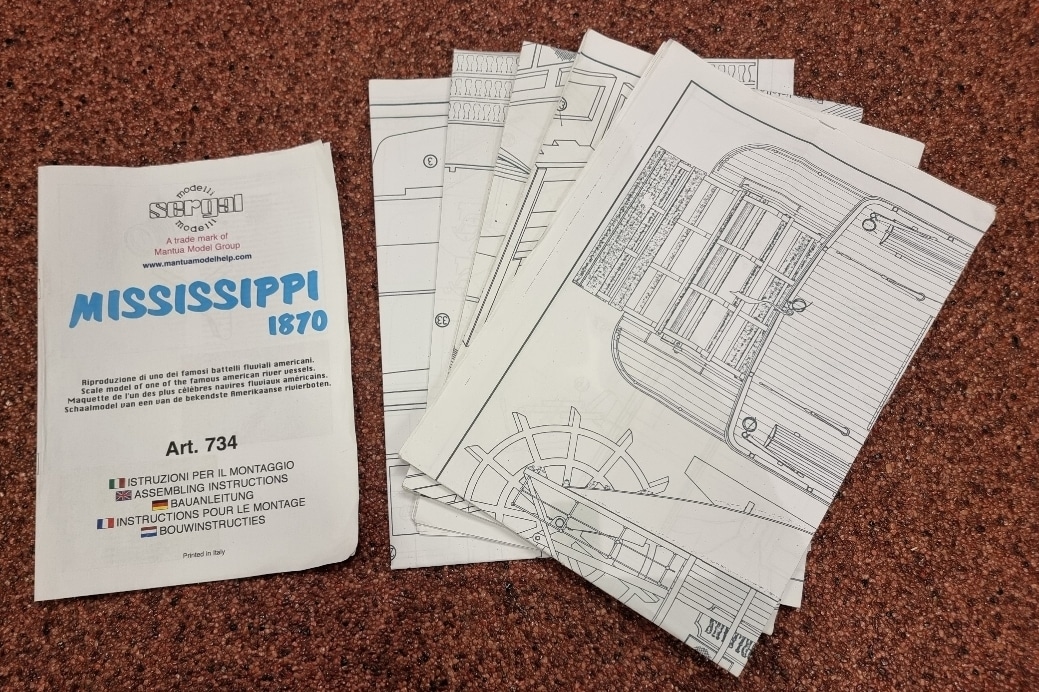 modelli
sergal
modelli
A trade mark of
Mantua Model Group
www.mantuamodelhelp.com
MISSISSIPPI
1870
Riproduzione di uno dei famosi battelli fluviali americani.
Scale model of one of the famous american river vessels.
Maquette de l'un des plus célèbres navires fluviaux américains.
Schaalmodel van een van de bekendste Amerikaanse rivierboten.
Art. 734
ISTRUZIONI PER IL MONTAGGIO
ASSEMBLING INSTRUCTIONS
BAUANLEITUNG
INSTRUCTIONS POUR LE MONTAGE
BOUWINSTRUCTIES
Printed in Italy
3
33